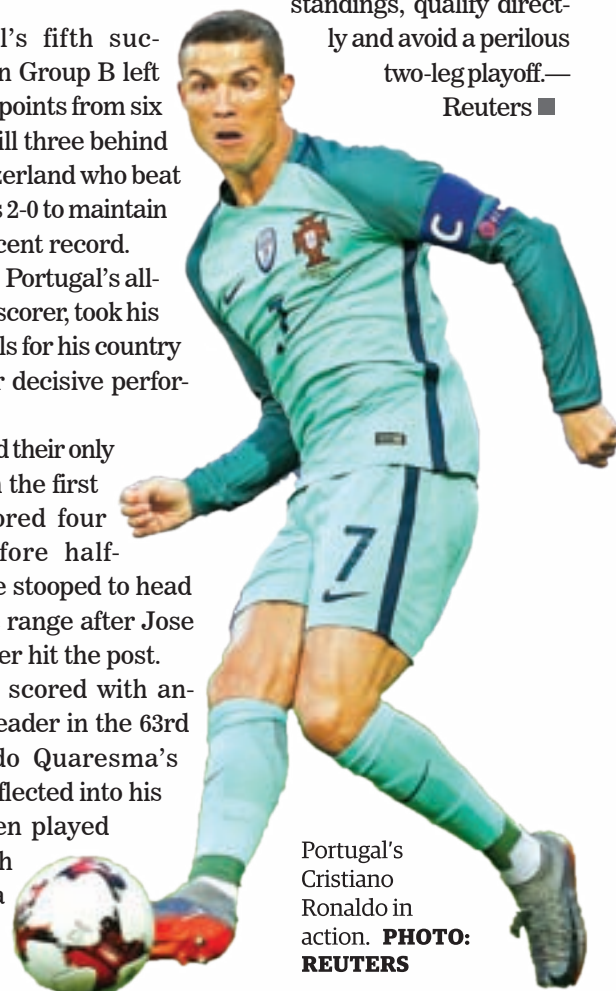 l's fifth suc-
n Group B left
points from six
ill three behind
zerland who beat
s 2-0 to maintain
cent record.
Portugal's all-
scorer, took his
ls for his country
r decisive perfor-
d their only
n the first
ored four
fore half-
e stooped to head
range after Jose
er hit the post.
scored with an-
eader in the 63rd
do Quaresma's
flected into his
en played
h
a
standings, qualify direct-
ly and avoid a perilous
two-leg playoff.—
Reuters
C
7
7
Portugal's
Cristiano
Ronaldo in
action. PHOTO:
REUTERS